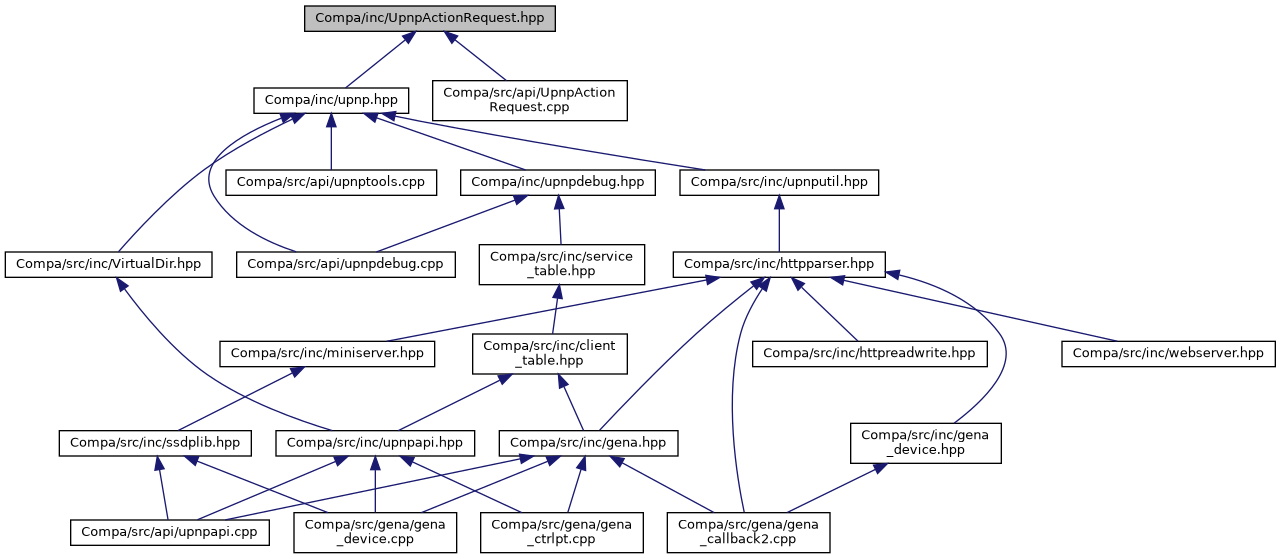 Compa/inc/UpnpActionRequest.hpp
Compa/inc/upnp.hpp
Compa/src/api/UpnpAction
Request.cpp
Compa/src/api/upnptools.cpp
Compa/inc/upnpdebug.hpp
Compa/src/inc/upnputil.hpp
Compa/src/inc/VirtualDir.hpp
Compa/src/api/upnpdebug.cpp
Compa/src/inc/service
_table.hpp
Compa/src/inc/httpparser.hpp
Compa/src/inc/miniserver.hpp
Compa/src/inc/client
_table.hpp
Compa/src/inc/httpreadwrite.hpp
Compa/src/inc/webserver.hpp
Compa/src/inc/ssdplib.hpp
Compa/src/inc/upnpapi.hpp
Compa/src/inc/gena.hpp
Compa/src/inc/gena
_device.hpp
Compa/src/api/upnpapi.cpp
Compa/src/gena/gena
_device.cpp
Compa/src/gena/gena
_ctrlpt.cpp
Compa/src/gena/gena
_callback2.cpp